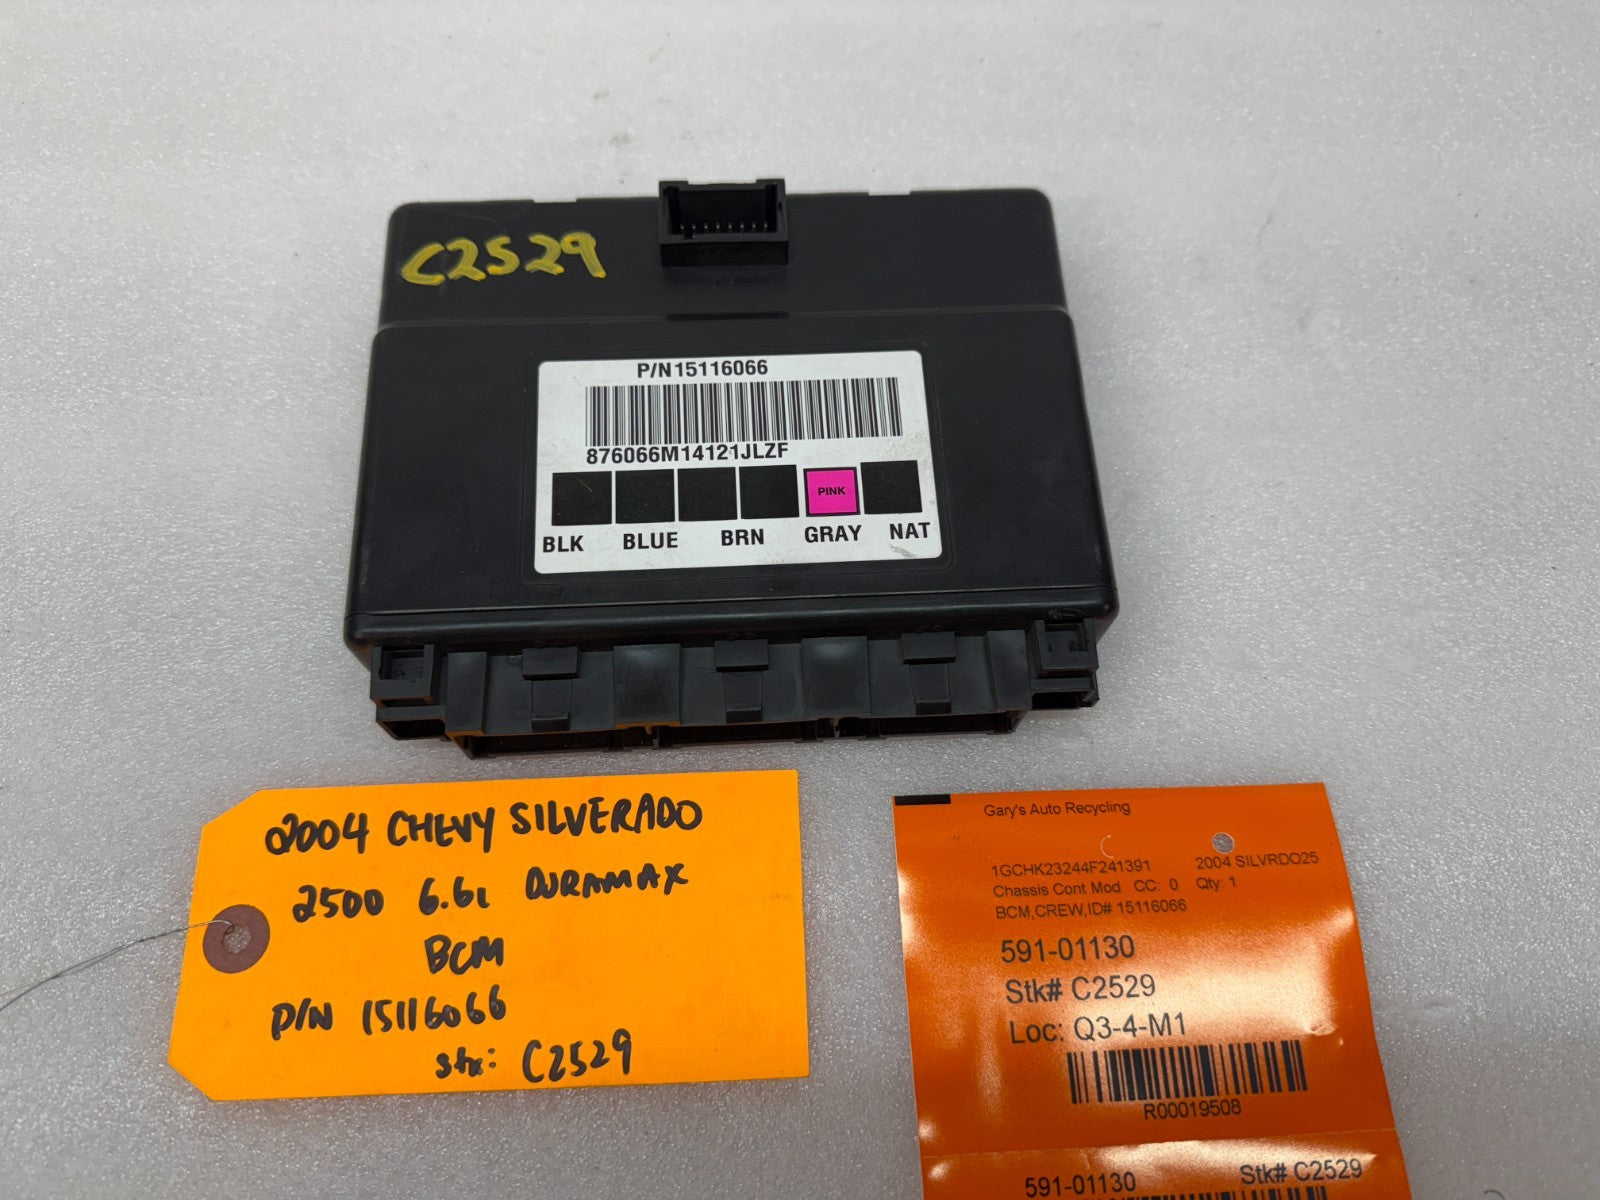 C2529
P/N15116066
876066M14121JLZF
PINK
BLK BLUE BRN GRAY NAT
2004 CHEVY SILVERADO
2500 6.6L DURAMAX
BCM
P/N 15116066
Stk: C2529
Gary's Auto Recycling
1GCHK23244F241391 2004 SILVRDO25
Chassis Cont Mod CC: 0 Qty: 1
BCM,CREW,ID# 15116066
591-01130
Stk# C2529
Loc: Q3-4-M1
R00019508
591-01130 Stk# C2529